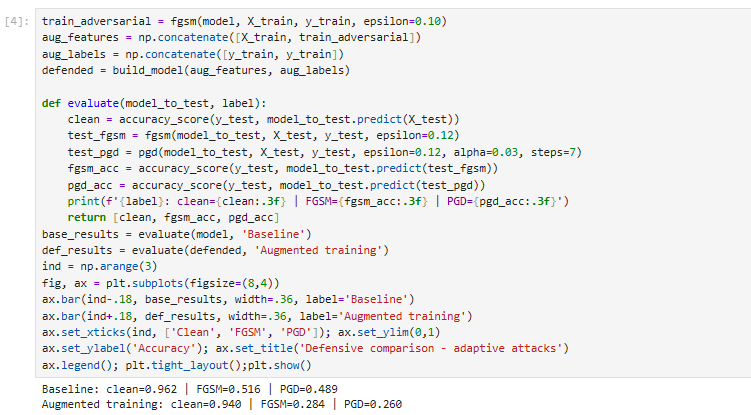 [4]:
train_adversarial = fgsm(model, X_train, y_train, epsilon=0.10)
aug_features = np.concatenate([X_train, train_adversarial])
aug_labels = np.concatenate([y_train, y_train])
defended = build_model(aug_features, aug_labels)

def evaluate(model_to_test, label):
    clean = accuracy_score(y_test, model_to_test.predict(X_test))
    test_fgsm = fgsm(model_to_test, X_test, y_test, epsilon=0.12)
    test_pgd = pgd(model_to_test, X_test, y_test, epsilon=0.12, alpha=0.03, steps=7)
    fgsm_acc = accuracy_score(y_test, model_to_test.predict(test_fgsm))
    pgd_acc = accuracy_score(y_test, model_to_test.predict(test_pgd))
    print(f'{label}: clean={clean:.3f} | FGSM={fgsm_acc:.3f} | PGD={pgd_acc:.3f}')
    return [clean, fgsm_acc, pgd_acc]
base_results = evaluate(model, 'Baseline')
def_results = evaluate(defended, 'Augmented training')
ind = np.arange(3)
fig, ax = plt.subplots(figsize=(8,4))
ax.bar(ind-.18, base_results, width=.36, label='Baseline')
ax.bar(ind+.18, def_results, width=.36, label='Augmented training')
ax.set_xticks(ind, ['Clean', 'FGSM', 'PGD']); ax.set_ylim(0,1)
ax.set_ylabel('Accuracy'); ax.set_title('Defensive comparison - adaptive attacks')
ax.legend(); plt.tight_layout();plt.show()
Baseline: clean=0.962 | FGSM=0.516 | PGD=0.489
Augmented training: clean=0.940 | FGSM=0.284 | PGD=0.260